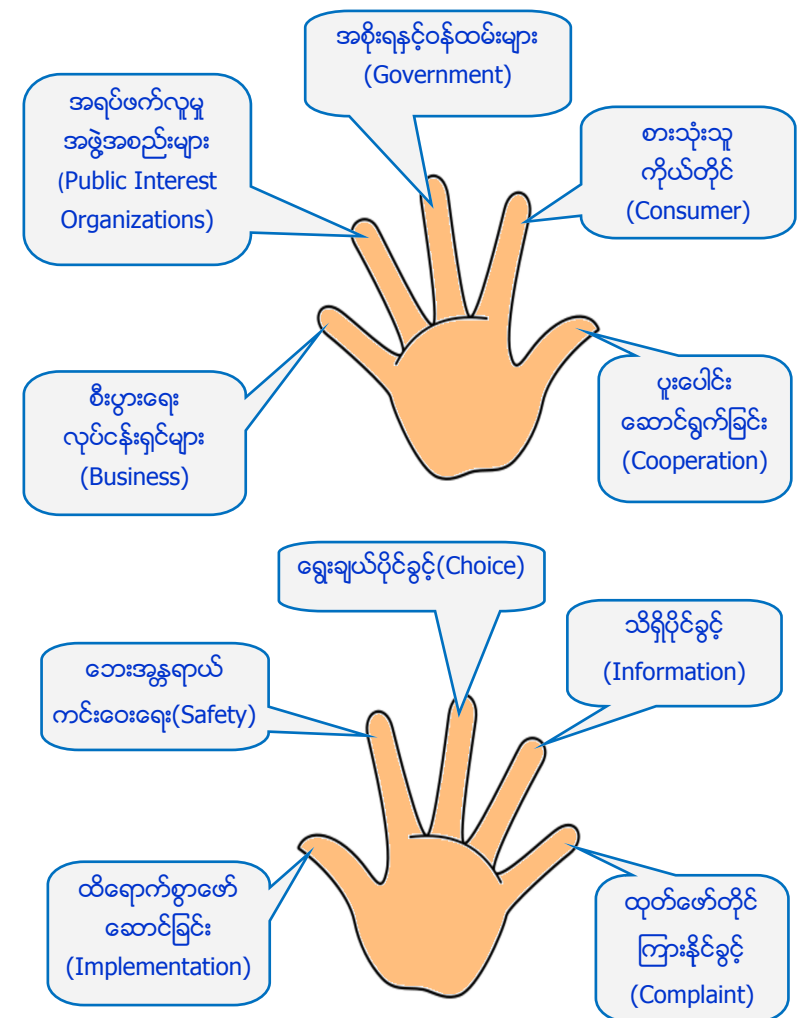 အစိုးရနှင့်ဝန်ထမ်းများ
(Government)
အရပ်ဖက်လူမှု
အဖွဲ့အစည်းများ
(Public Interest
Organizations)
စားသုံးသူ
ကိုယ်တိုင်
(Consumer)
စီးပွားရေး
လုပ်ငန်းရှင်များ
(Business)
ပူးပေါင်း
ဆောင်ရွက်ခြင်း
(Cooperation)
ရွေးချယ်ပိုင်ခွင့်(Choice)
သိရှိပိုင်ခွင့်
(Information)
ဘေးအန္တရာယ်
ကင်းဝေးရေး(Safety)
ထိရောက်စွာဖော်
ဆောင်ခြင်း
(Implementation)
ထုတ်ဖော်တိုင်
ကြားနိုင်ခွင့်
(Complaint)